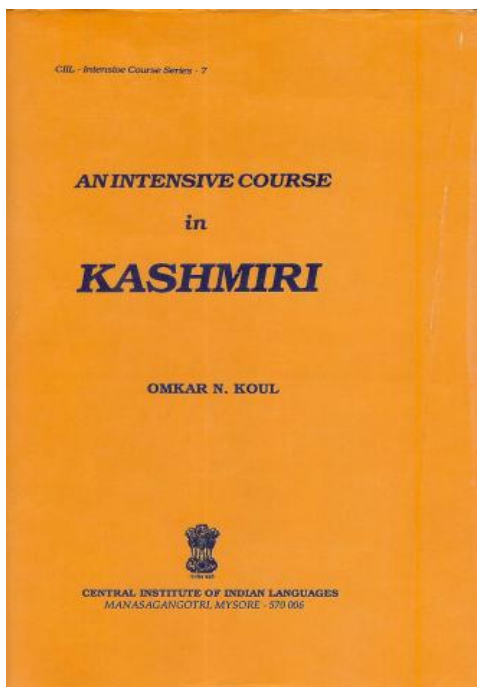 CIIL - Intensive Course Series - 7
AN INTENSIVE COURSE
in
KASHMIRI
OMKAR N. KOUL
CENTRAL INSTITUTE OF INDIAN LANGUAGES
MANASAGANGOTRI, MYSORE - 570 006